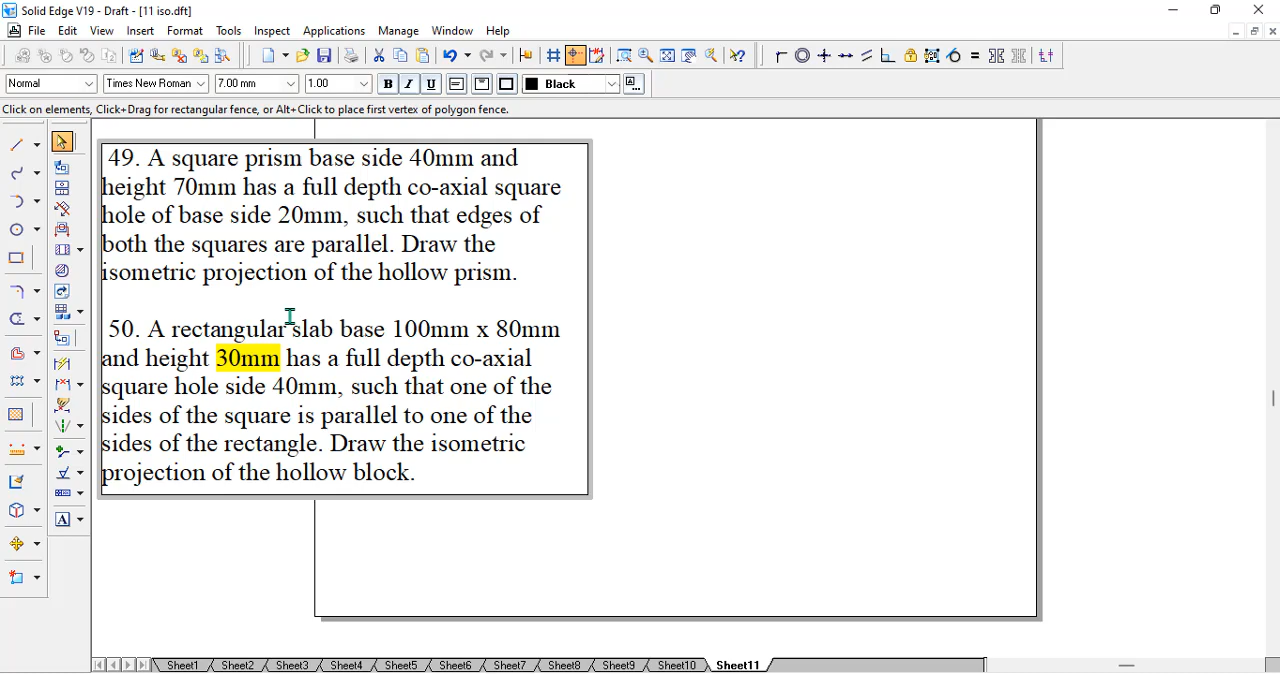 Solid Edge V19 - Draft - [11 iso.dft]
File Edit View Insert Format Tools Inspect Applications Manage Window Help
Normal Times New Roman 7.00 mm 1.00 B I U Black
Click on elements, Click+Drag for rectangular fence, or Alt+Click to place first vertex of polygon fence.
49. A square prism base side 40mm and
height 70mm has a full depth co-axial square
hole of base side 20mm, such that edges of
both the squares are parallel. Draw the
isometric projection of the hollow prism.
50. A rectangular slab base 100mm x 80mm
and height 30mm has a full depth co-axial
square hole side 40mm, such that one of the
sides of the square is parallel to one of the
sides of the rectangle. Draw the isometric
projection of the hollow block.
Sheet1 Sheet2 Sheet3 Sheet4 Sheet5 Sheet6 Sheet7 Sheet8 Sheet9 Sheet10 Sheet11